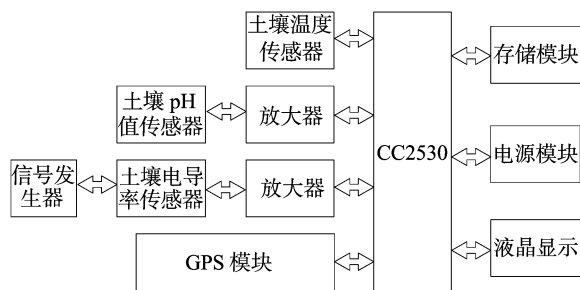 土壤温度
传感器
存储模块
土壤 pH
值传感器
放大器
CC2530
电源模块
信号发
生器
土壤电导
率传感器
放大器
GPS 模块
液晶显示